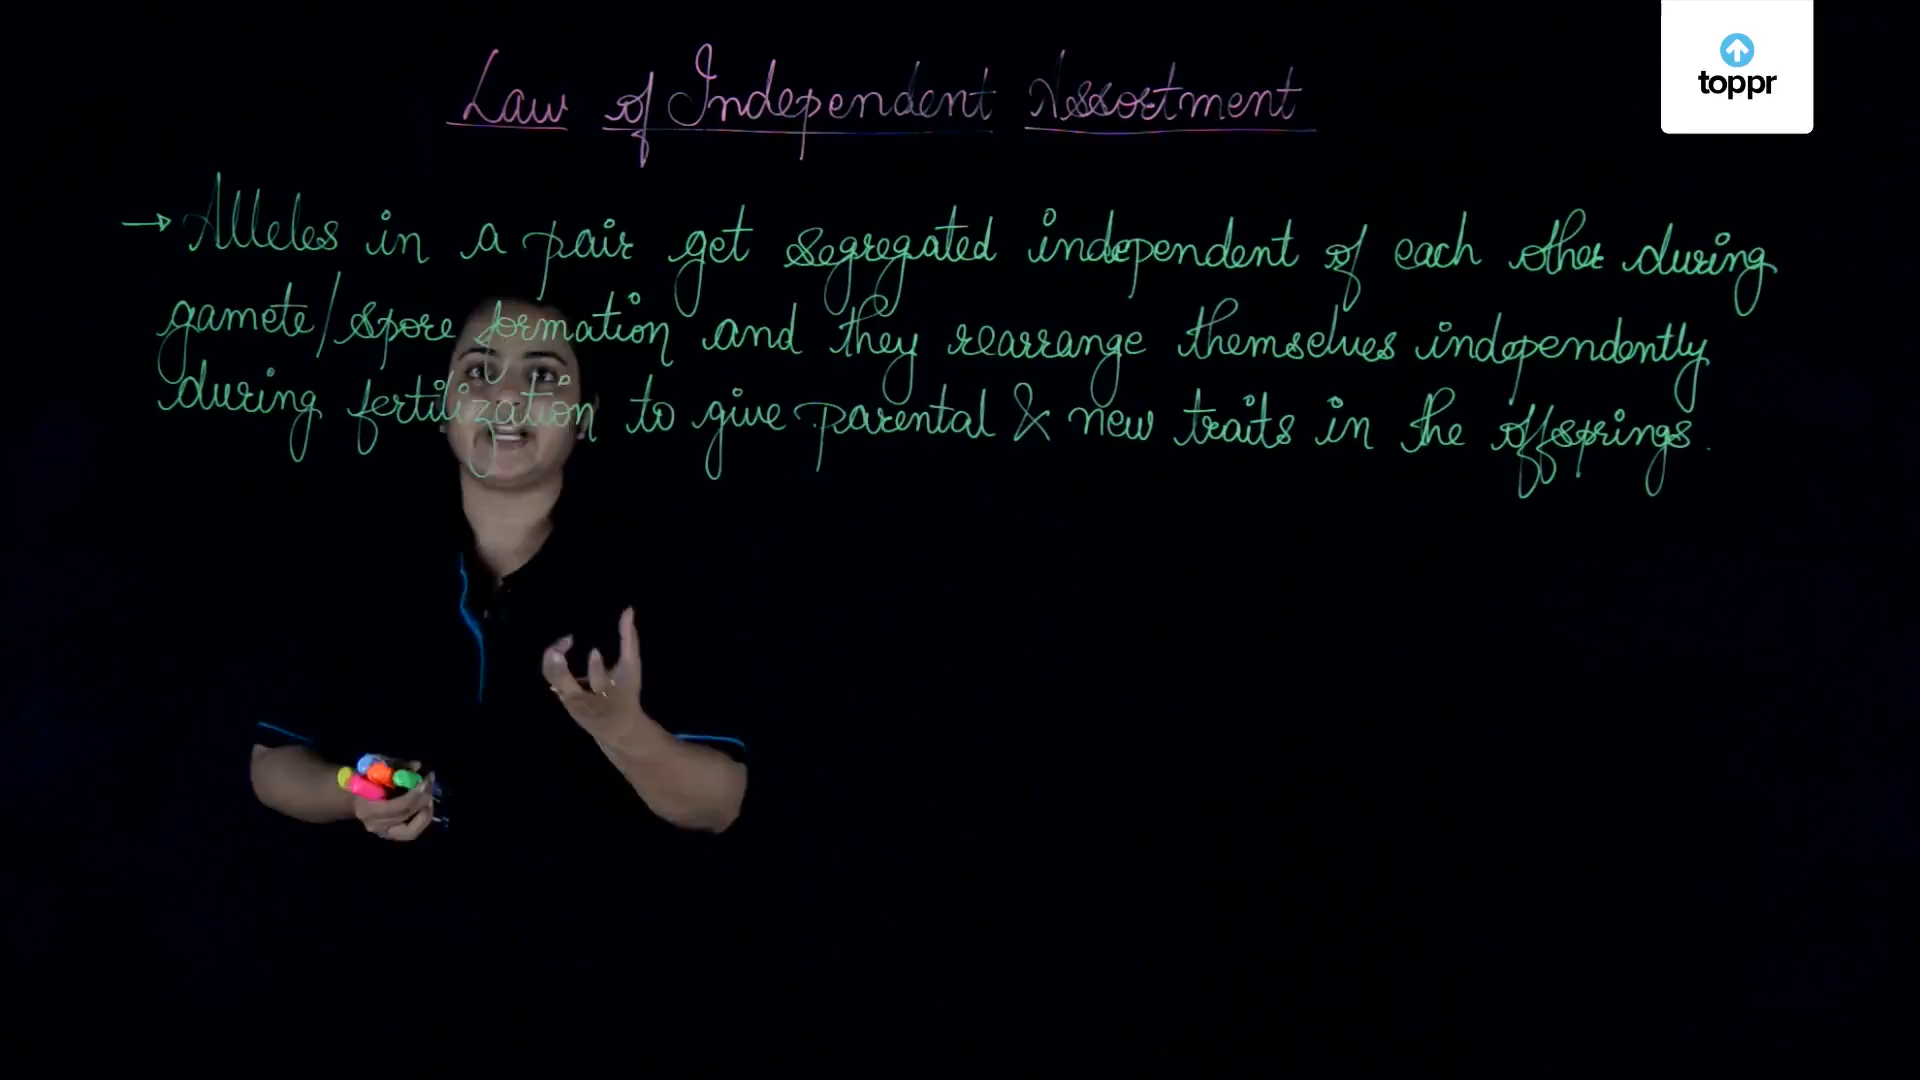 Law of Independent Assortment
toppr
→ Alleles in a pair get segregated independent of each other during
gamete/spore formation and they rearrange themselves independently
during fertilization to give parental & new traits in the offsprings.